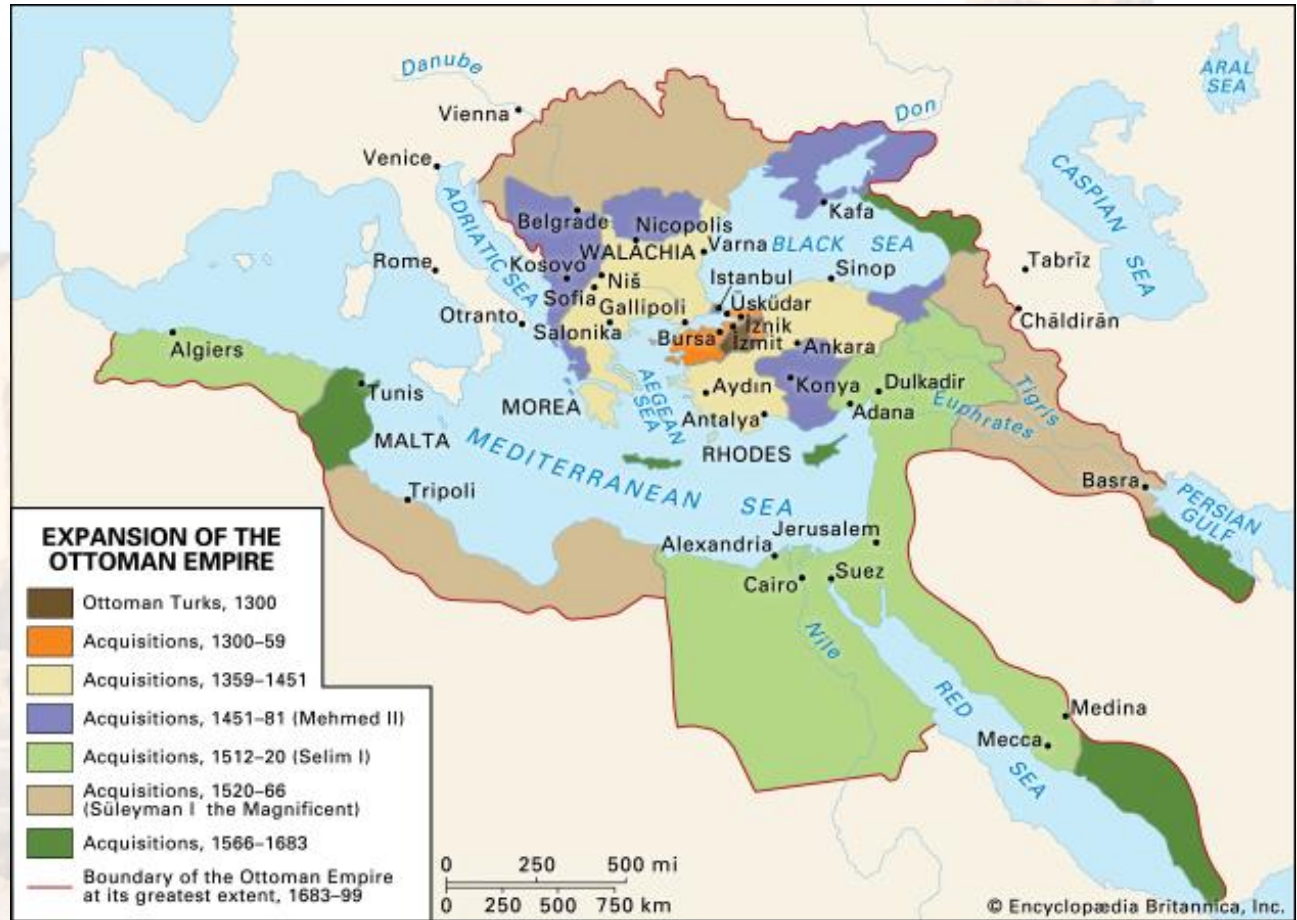 ARAL
SEA
Danube
Vienna
Don
Venice
CASPIAN
SEA
ADRIATIC SEA
Belgrade
Nicopolis
Kafa
WALACHIA
Varna
BLACK SEA
Rome
Kosovo
Niš
Istanbul
Sinop
Tabrīz
Sofia
Gallipoli
Üsküdar
Otranto
Salonika
Bursa
İznik
İzmit
Ankara
Chāldirān
Algiers
AEGEAN
SEA
Aydın
Konya
Dulkadir
Tigris
Tunis
MOREA
Antalya
Adana
Euphrates
MALTA
MEDITERRANEAN SEA
RHODES
Tripoli
Basra
PERSIAN
GULF
Jerusalem
Alexandria
Cairo
Suez
Nile
RED
SEA
Medina
Mecca
EXPANSION OF THE
OTTOMAN EMPIRE
Ottoman Turks, 1300
Acquisitions, 1300–59
Acquisitions, 1359–1451
Acquisitions, 1451–81 (Mehmed II)
Acquisitions, 1512–20 (Selim I)
Acquisitions, 1520–66
(Süleyman I the Magnificent)
Acquisitions, 1566–1683
Boundary of the Ottoman Empire
at its greatest extent, 1683–99
0 250 500 mi
0 250 500 750 km
© Encyclopædia Britannica, Inc.